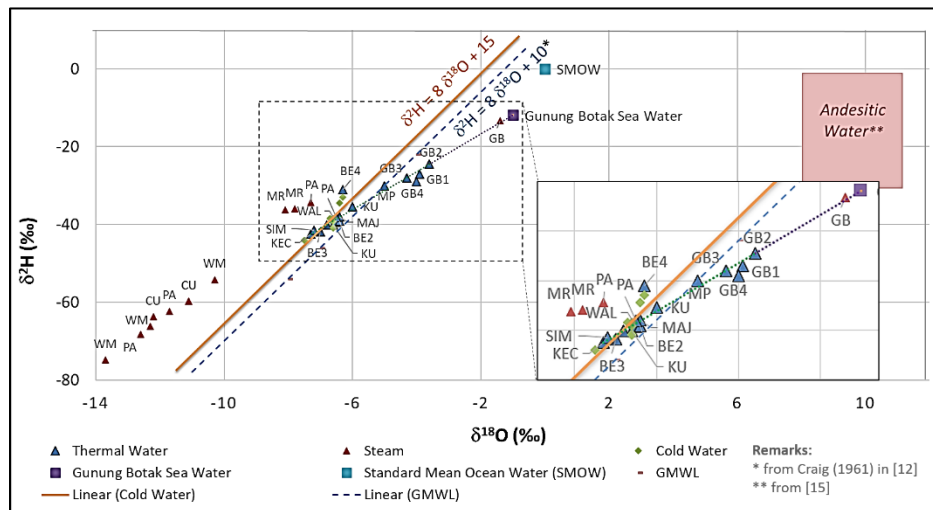 0
-20
-40
-60
-80
δ²H (‰)
-14
-12
-10
-8
-6
-4
-2
2
6
10
δ¹⁸O (‰)
δ²H = 8 δ¹⁸O + 15
δ²H = 8 δ¹⁸O + 10*
SMOW
Gunung Botak Sea Water
Andesitic
Water**
GB
GB2
GB3
GB1
GB4
MP
BE4
PA
PA
MR
MR
WAL
KU
MAJ
SIM
KEC
BE2
BE3
KU
WM
CU
CU
PA
WM
WM
PA
GB
GB2
GB3
GB1
GB4
MP
BE4
PA
PA
MR
MR
WAL
KU
MAJ
SIM
KEC
BE2
BE3
KU
Thermal Water
Steam
Cold Water
Gunung Botak Sea Water
Standard Mean Ocean Water (SMOW)
GMWL
Linear (Cold Water)
Linear (GMWL)
Remarks:
* from Craig (1961) in [12]
** from [15]